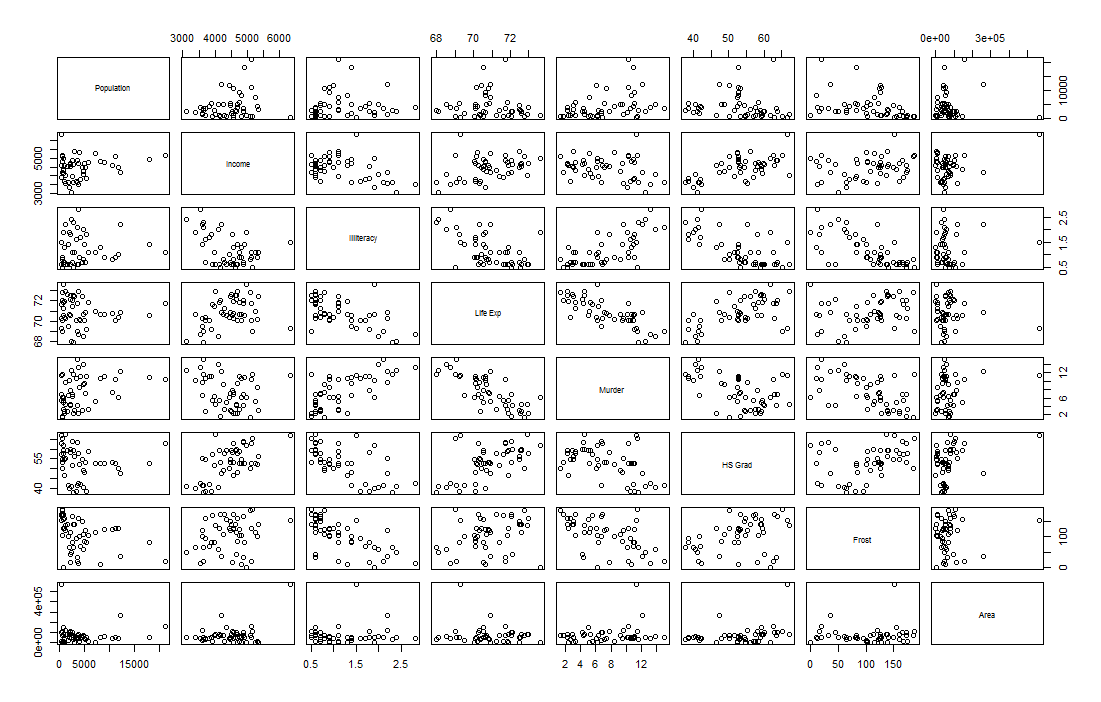 3000 4000 5000 6000
68 70 72
40 50 60
0e+00 3e+05
Population
0 10000
3000 5000
Income
Illiteracy
0.5 1.5 2.5
68 70 72
Life Exp
Murder
2 6 12
40 55
HS Grad
Frost
0 100
0e+00 4e+05
Area
0 5000 15000
0.5 1.5 2.5
2 4 6 8 12
0 50 100 150